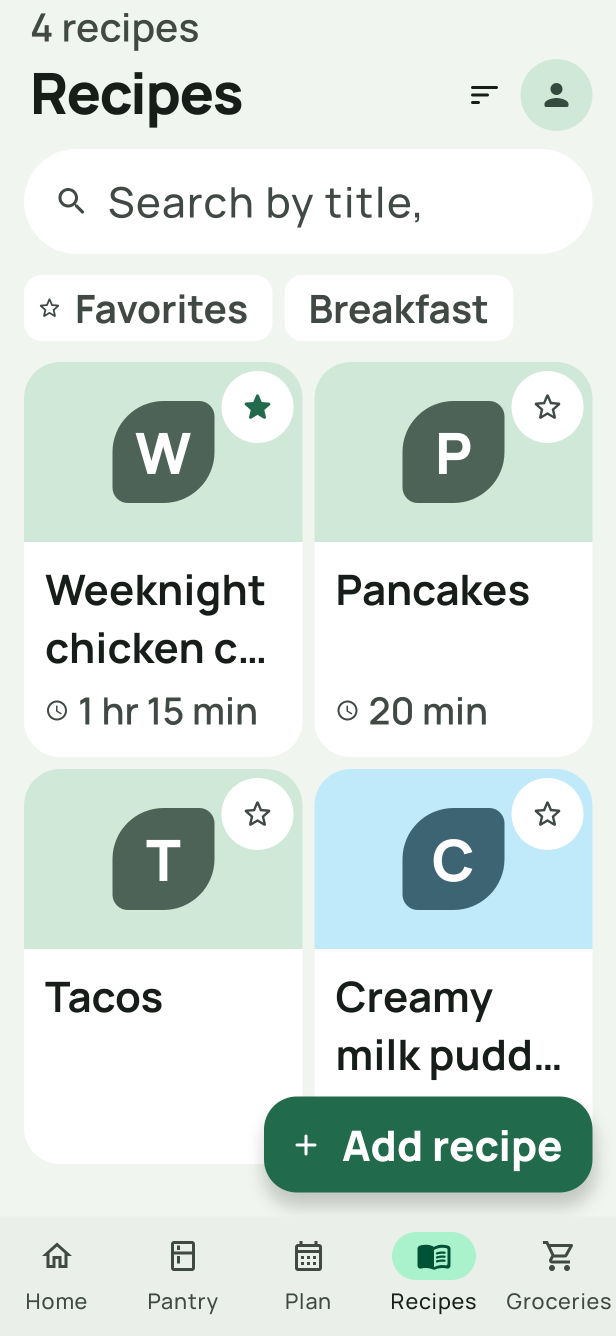 4 recipes
Recipes
Search by title,
Favorites
Breakfast
W
P
Weeknight
chicken c...
1 hr 15 min
Pancakes
20 min
T
C
Tacos
Creamy
milk pudd...
Add recipe
Home
Pantry
Plan
Recipes
Groceries